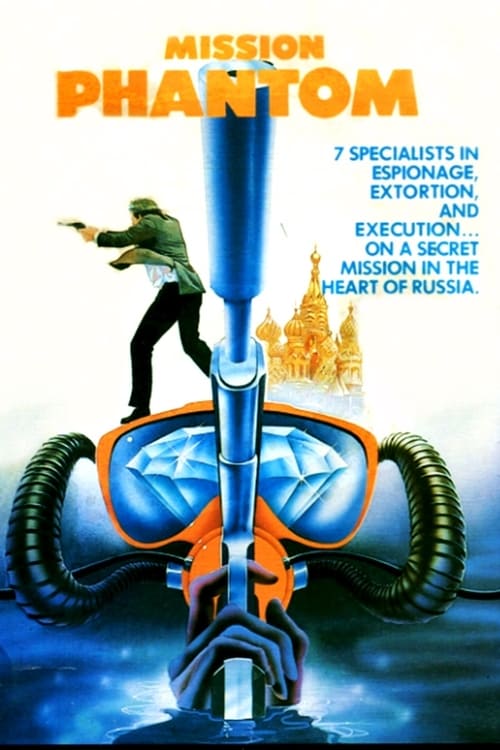 MISSION
PHANTOM
7 SPECIALISTS IN
ESPIONAGE,
EXTORTION,
AND
EXECUTION...
ON A SECRET
MISSION IN THE
HEART OF RUSSIA.